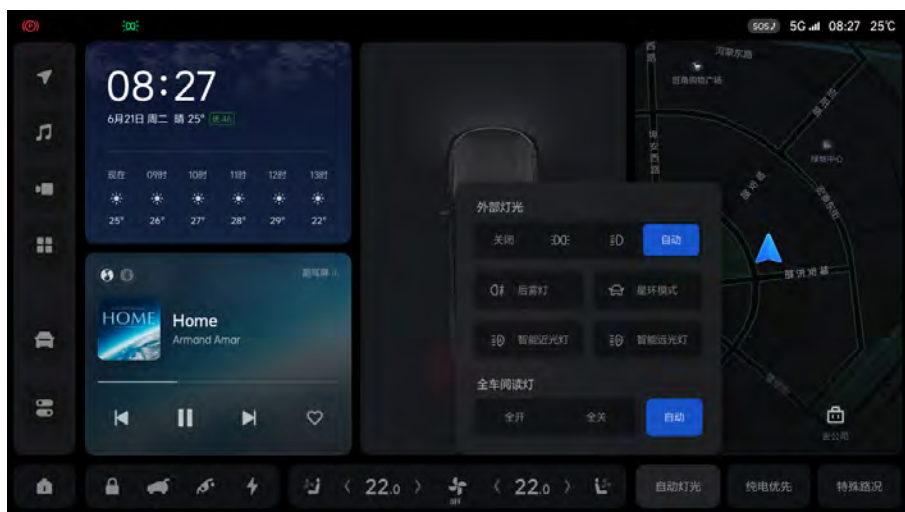 SOS 5G 08:27 25℃
08:27
6月21日 周二 晴 25°
现在 09时 10时 11时 12时 13时
25° 26° 27° 28° 29° 22°
HOME
Home
Armand Amar
外部灯光
关闭 自动
后雾灯 星环模式
智能近光灯 智能远光灯
全车阅读灯
全开 全关 自动
去公司
22.0 OFF 22.0 自动灯光 纯电优先 特殊路况